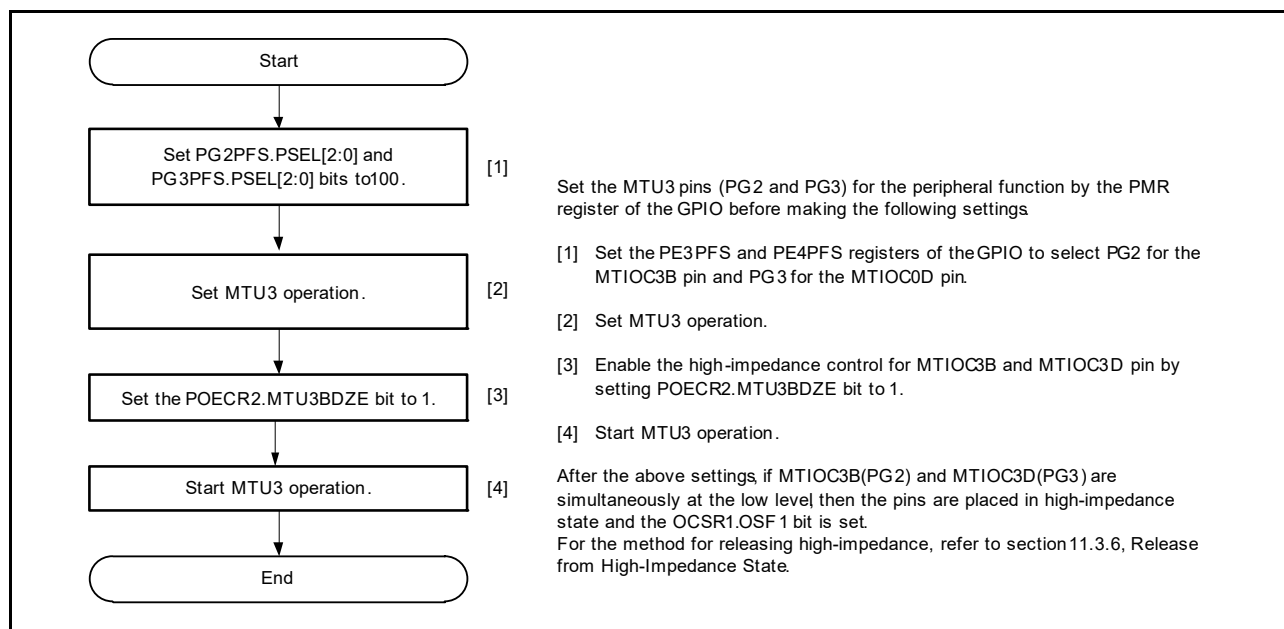 Start
Set PG2PFS.PSEL[2:0] and
PG3PFS.PSEL[2:0] bits to100.
[1]
Set MTU3 operation.
[2]
Set the POECR2.MTU3BDZE bit to 1.
[3]
Start MTU3 operation.
[4]
End
Set the MTU3 pins (PG2 and PG3) for the peripheral function by the PMR
register of the GPIO before making the following settings.
[1] Set the PE3PFS and PE4PFS registers of the GPIO to select PG2 for the
MTIOC3B pin and PG3 for the MTIOC0D pin.
[2] Set MTU3 operation.
[3] Enable the high-impedance control for MTIOC3B and MTIOC3D pin by
setting POECR2.MTU3BDZE bit to 1.
[4] Start MTU3 operation.
After the above settings, if MTIOC3B(PG2) and MTIOC3D(PG3) are
simultaneously at the low level, then the pins are placed in high-impedance
state and the OCSR1.OSF1 bit is set.
For the method for releasing high-impedance, refer to section 11.3.6, Release
from High-Impedance State.